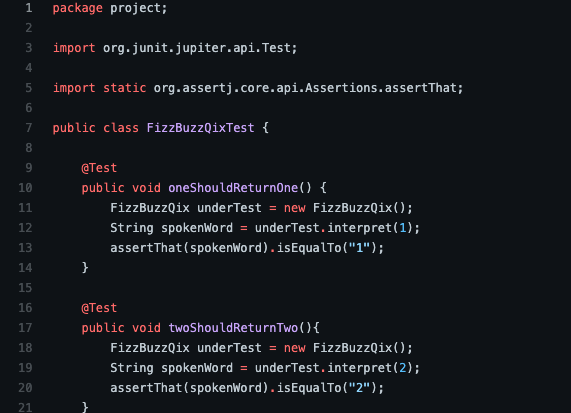 1 package project;
2
3 import org.junit.jupiter.api.Test;
4
5 import static org.assertj.core.api.Assertions.assertThat;
6
7 public class FizzBuzzQixTest {
8
9     @Test
10     public void oneShouldReturnOne() {
11         FizzBuzzQix underTest = new FizzBuzzQix();
12         String spokenWord = underTest.interpret(1);
13         assertThat(spokenWord).isEqualTo("1");
14     }
15
16     @Test
17     public void twoShouldReturnTwo(){
18         FizzBuzzQix underTest = new FizzBuzzQix();
19         String spokenWord = underTest.interpret(2);
20         assertThat(spokenWord).isEqualTo("2");
21     }